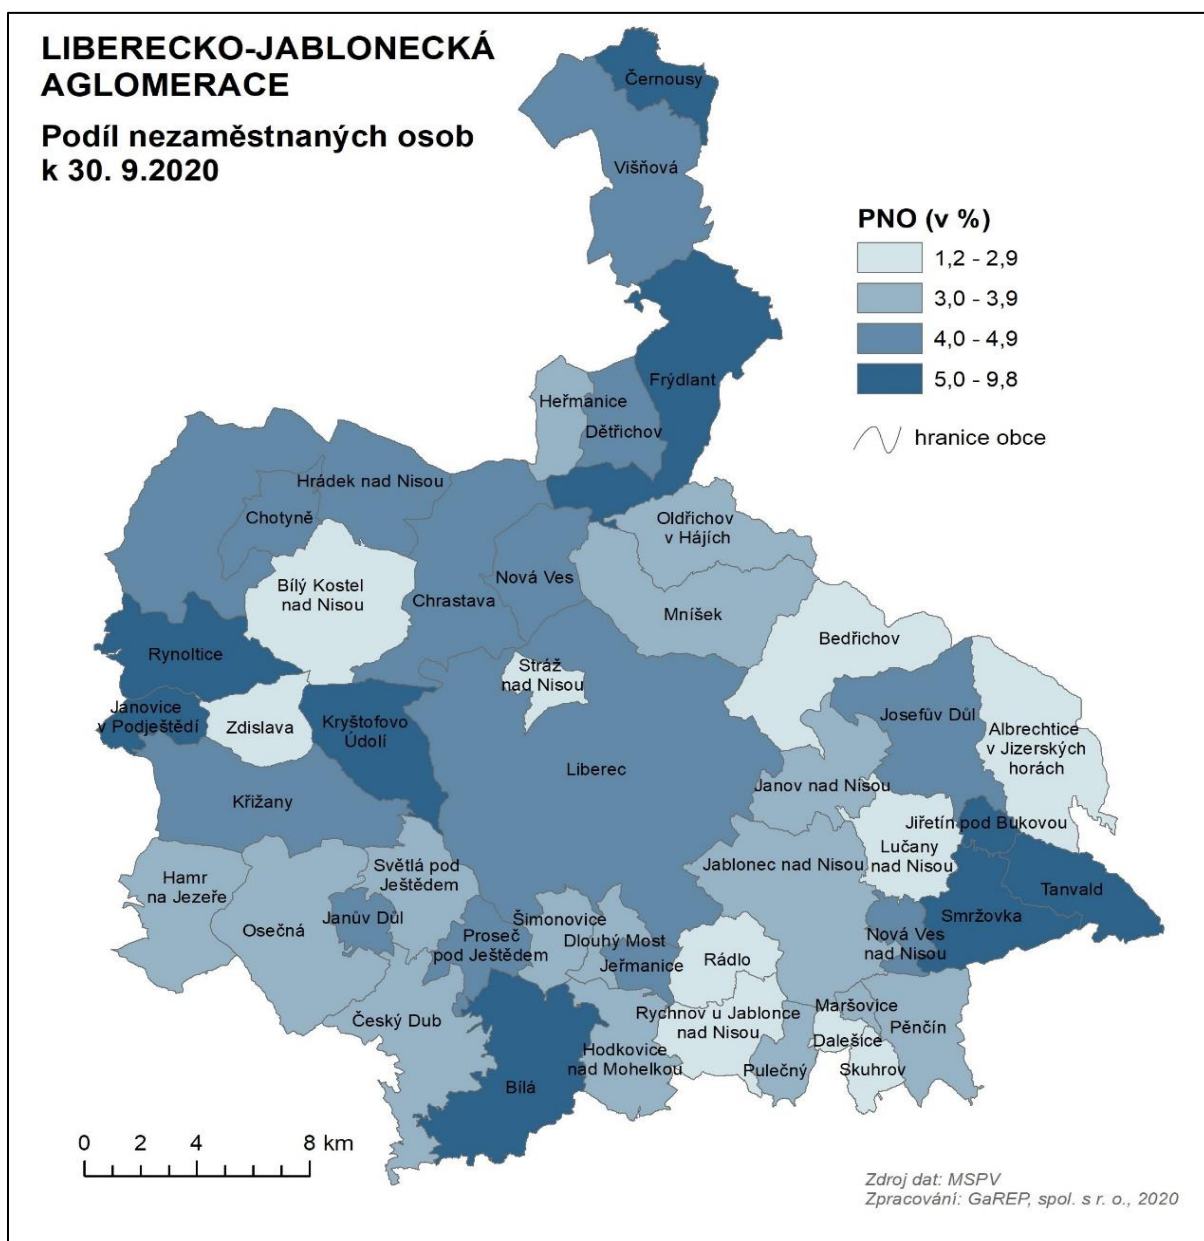 LIBERECKO-JABLONECKÁ
AGLOMERACE
Podíl nezaměstnaných osob
k 30. 9.2020
Černousy
Višňová
PNO (v %)
1,2 - 2,9
3,0 - 3,9
4,0 - 4,9
5,0 - 9,8
hranice obce
Frýdlant
Heřmanice
Dětřichov
Hrádek nad Nisou
Chotyně
Oldřichov
v Hájích
Bílý Kostel
nad Nisou
Chrastava
Nová Ves
Mníšek
Bedřichov
Rynoltice
Stráž
nad Nisou
Janovice
v Podještědí
Zdislava
Kryštofovo
Údolí
Josefův Důl
Albrechtice
v Jizerských
horách
Liberec
Janov nad Nisou
Křižany
Jiřetín pod Bukovou
Lučany
nad Nisou
Jablonec nad Nisou
Světlá pod
Ještědem
Hamr
na Jezeře
Tanvald
Smržovka
Osečná
Janův Důl
Šimonovice
Proseč
pod Ještědem
Dlouhý Most
Jeřmanice
Rádlo
Nová Ves
nad Nisou
Český Dub
Rychnov u Jablonce
nad Nisou
Maršovice
Pěnčín
Dalešice
Hodkovice
nad Mohelkou
Pulečný
Skuhrov
Bílá
0 2 4 8 km
Zdroj dat: MSPV
Zpracování: GaREP, spol. s r. o., 2020